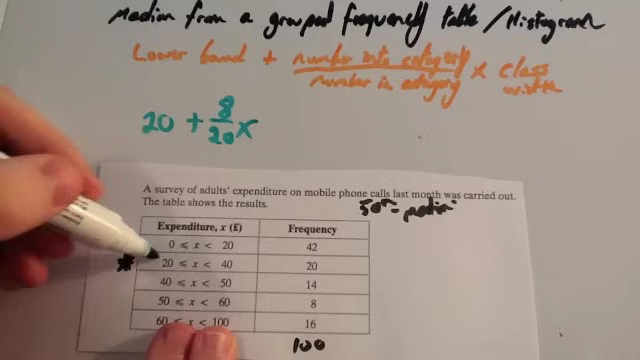 Median from a grouped frequency table / Histogram
Lower bound + number into category / number in category × class width
20 + 8/20 x
A survey of adults' expenditure on mobile phone calls last month was carried out.
The table shows the results.
50th = median
Expenditure, x (£) Frequency
0 ≤ x < 20 42
* 20 ≤ x < 40 20
40 ≤ x < 50 14
50 ≤ x < 60 8
60 ≤ x < 100 16
100